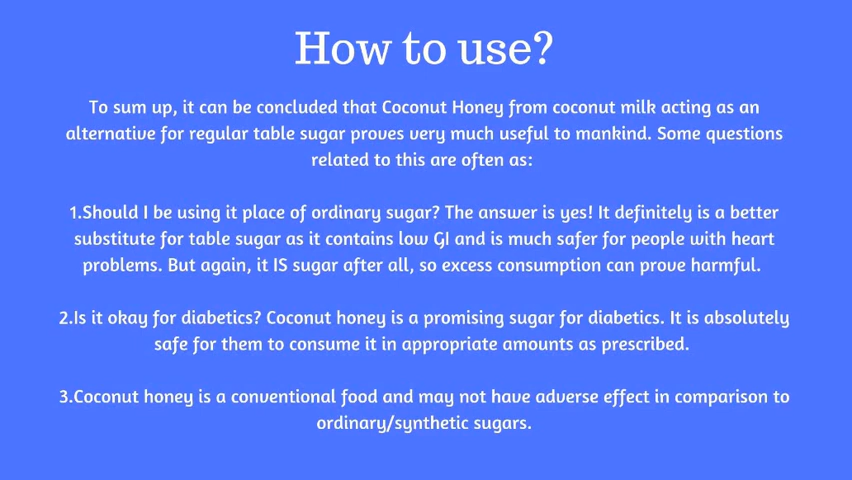 How to use?
To sum up, it can be concluded that Coconut Honey from coconut milk acting as an
alternative for regular table sugar proves very much useful to mankind. Some questions
related to this are often as:
1.Should I be using it place of ordinary sugar? The answer is yes! It definitely is a better
substitute for table sugar as it contains low GI and is much safer for people with heart
problems. But again, it IS sugar after all, so excess consumption can prove harmful.
2.Is it okay for diabetics? Coconut honey is a promising sugar for diabetics. It is absolutely
safe for them to consume it in appropriate amounts as prescribed.
3.Coconut honey is a conventional food and may not have adverse effect in comparison to
ordinary/synthetic sugars.